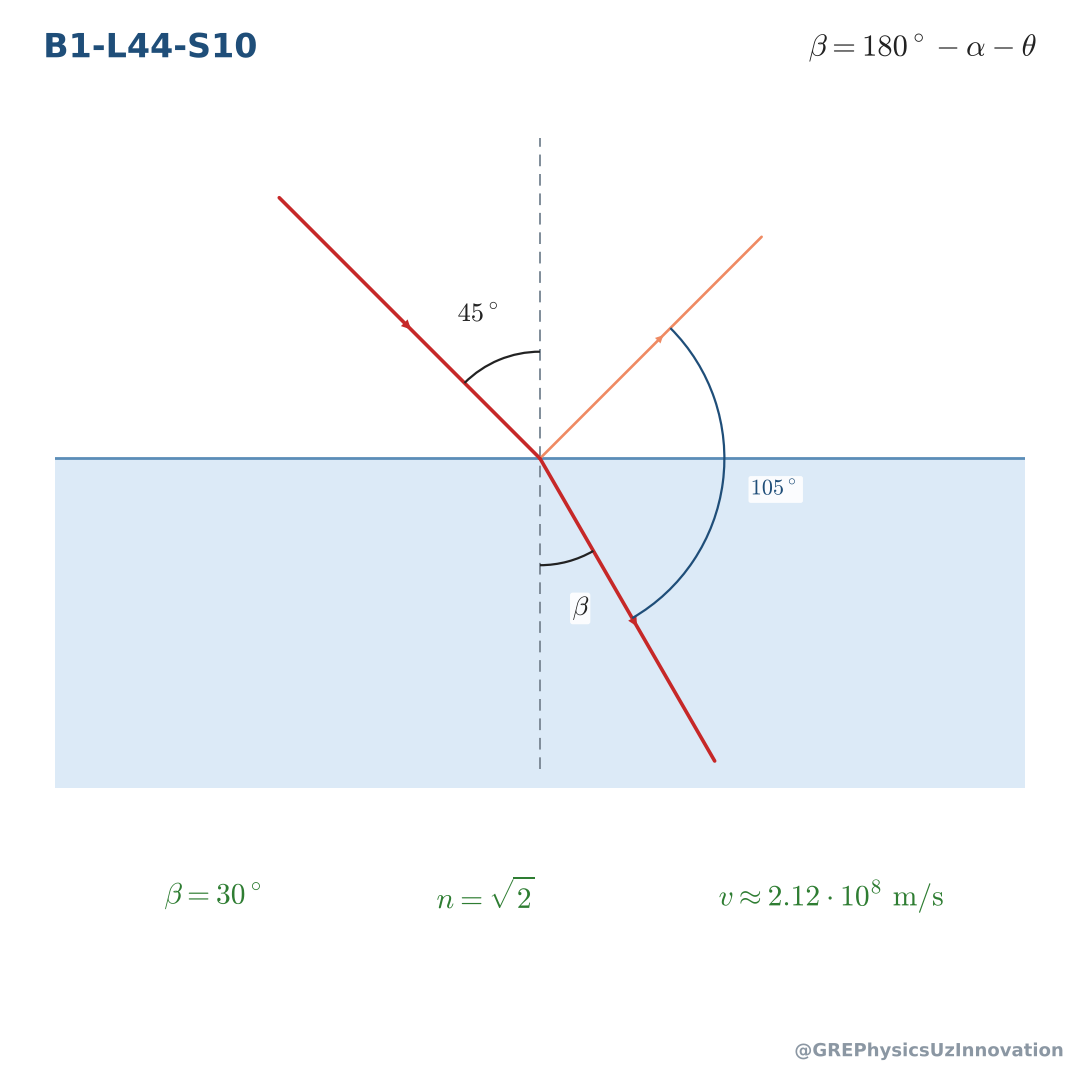 B1-L44-S10
β = 180° − α − θ
45°
105°
β
β = 30°
n = √2
v ≈ 2.12 · 10⁸ m/s
@GREPhysicsUzInnovation